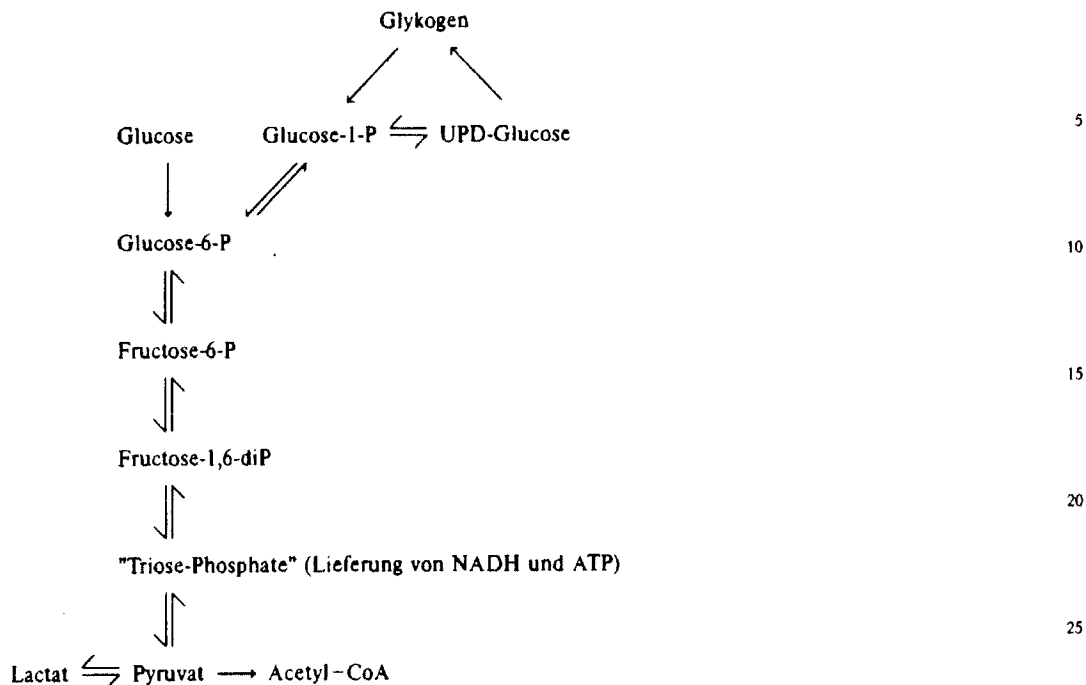 Glykogen
Glucose Glucose-1-P UPD-Glucose 5
Glucose-6-P 10
Fructose-6-P
15
Fructose-1,6-diP
20
"Triose-Phosphate" (Lieferung von NADH und ATP)
25
Lactat Pyruvat Acetyl-CoA